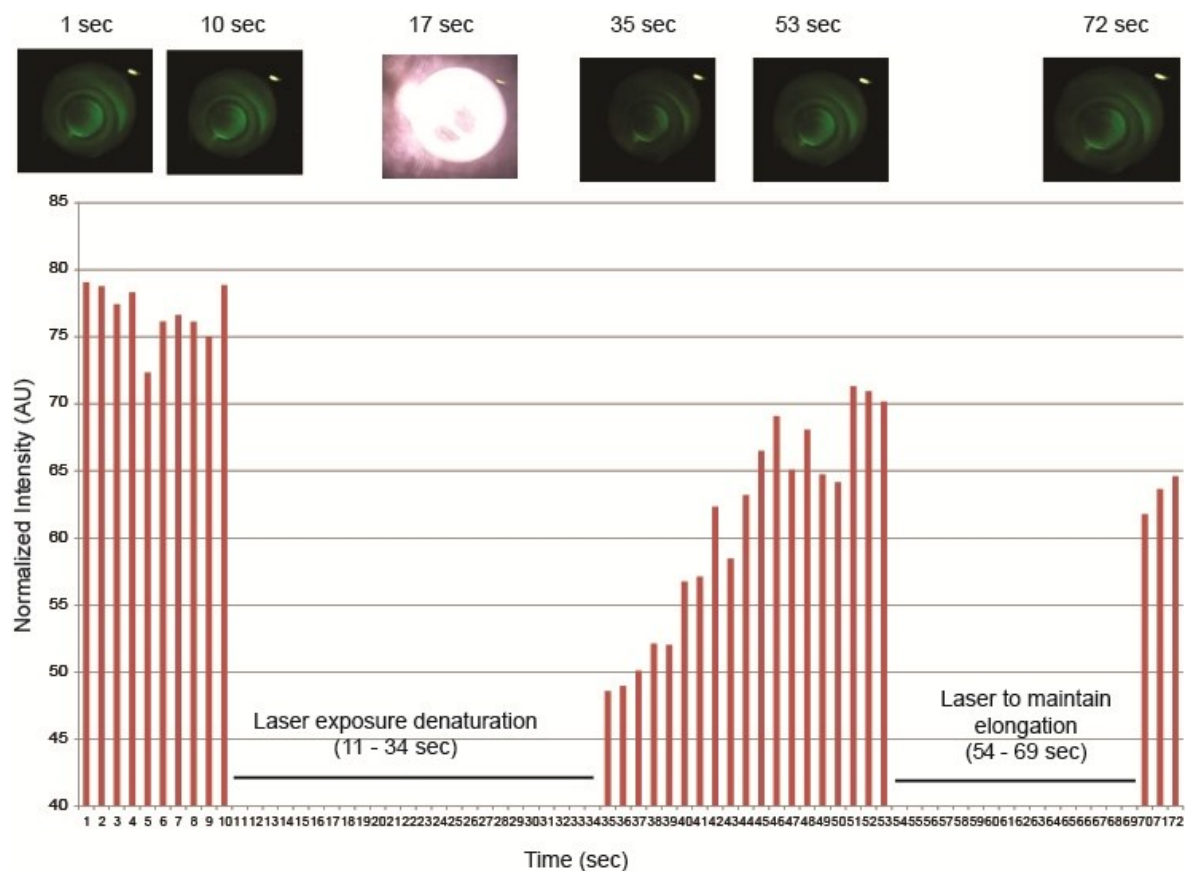 1 sec 10 sec 17 sec 35 sec 53 sec 72 sec
85
80
75
70
65
60
55
50
45
40
Normalized Intensity (AU)
Laser exposure denaturation
(11 - 34 sec)
Laser to maintain
elongation
(54 - 69 sec)
1 2 3 4 5 6 7 8 9 10 11 12 13 14 15 16 17 18 19 20 21 22 23 24 25 26 27 28 29 30 31 32 33 34 35 36 37 38 39 40 41 42 43 44 45 46 47 48 49 50 51 52 53 54 55 56 57 58 59 60 61 62 63 64 65 66 67 68 69 70 71 72
Time (sec)